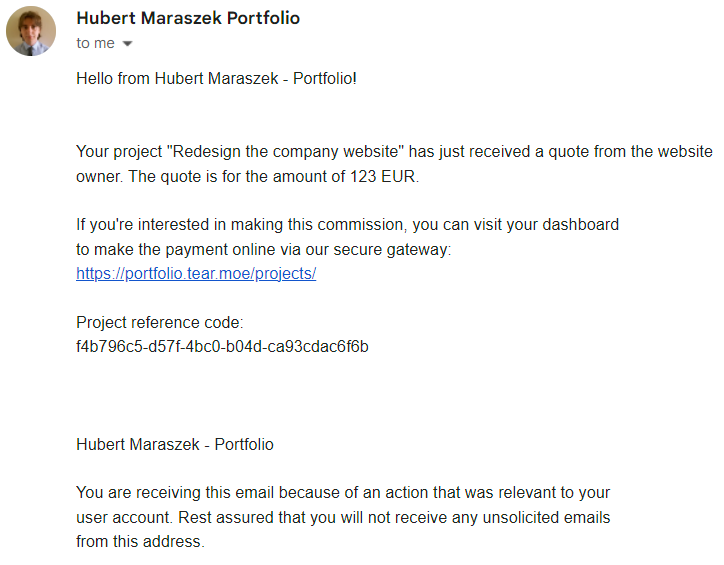 Hubert Maraszek Portfolio
to me
Hello from Hubert Maraszek - Portfolio!
Your project "Redesign the company website" has just received a quote from the website
owner. The quote is for the amount of 123 EUR.
If you're interested in making this commission, you can visit your dashboard
to make the payment online via our secure gateway:
https://portfolio.tear.moe/projects/
Project reference code:
f4b796c5-d57f-4bc0-b04d-ca93cdac6f6b
Hubert Maraszek - Portfolio
You are receiving this email because of an action that was relevant to your
user account. Rest assured that you will not receive any unsolicited emails
from this address.